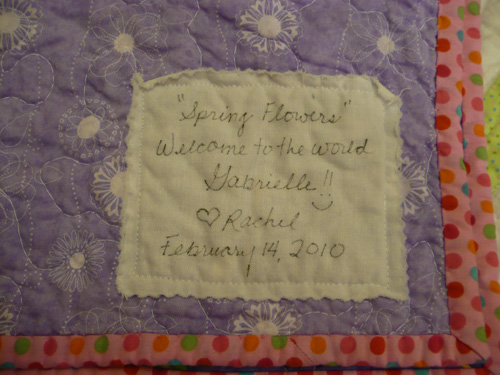 "Spring Flowers"
Welcome to the world
Gabrielle!!
♡ Rachel
February 14, 2010